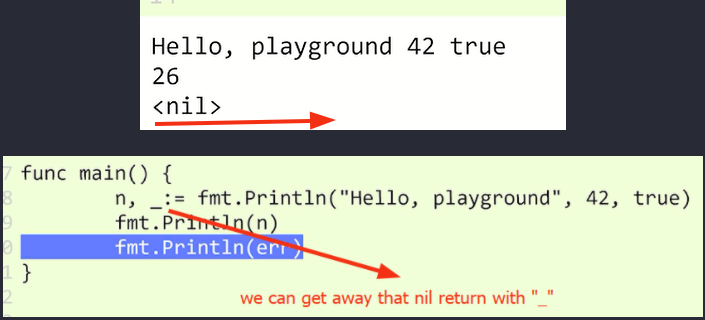 14
Hello, playground 42 true
26
<nil>
7 func main() {
8 n, _:= fmt.Println("Hello, playground", 42, true)
9 fmt.Println(n)
0 fmt.Println(err)
1 }
2
we can get away that nil return with "_"